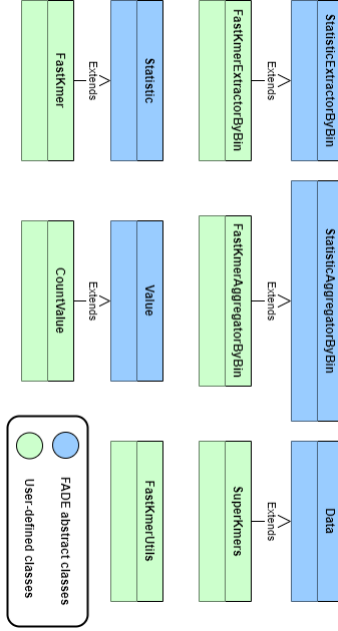 StatisticExtractorByBin
StatisticAggregatorByBin
Data
Extends
Extends
Extends
FastKmerExtractorByBin
FastKmerAggregatorByBin
SuperKmers
Statistic
Value
FastKmerUtils
Extends
Extends
FastKmer
CountValue
FADE abstract classes
User-defined classes